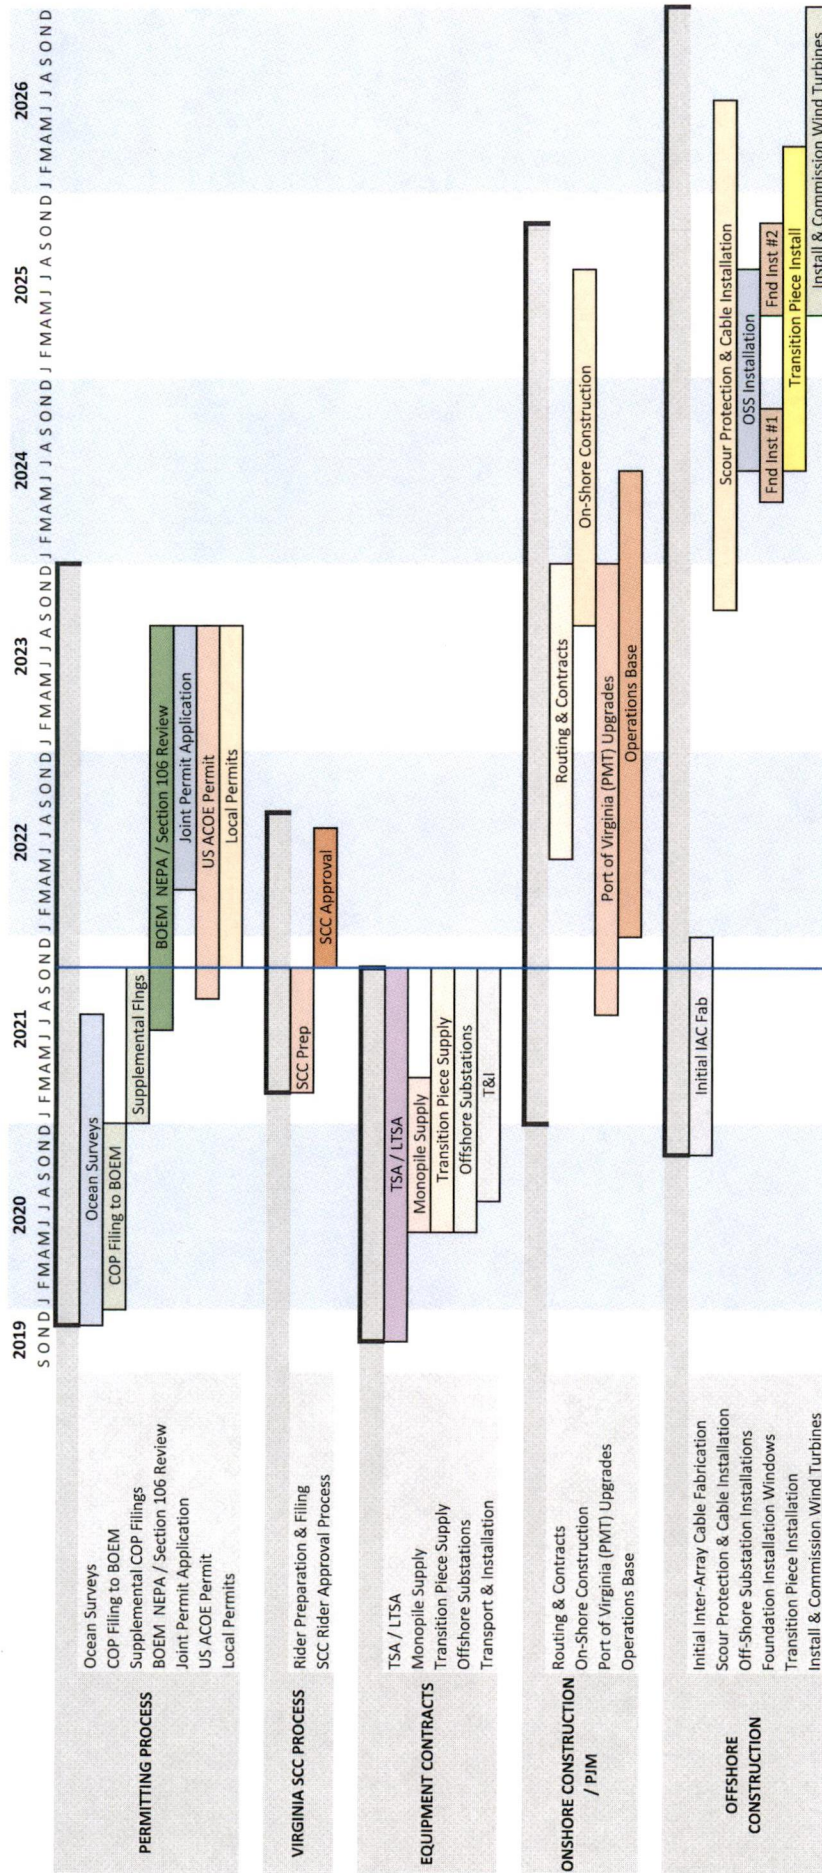 2019 2020 2021 2022 2023 2024 2025 2026
S O N D J F M A M J J A S O N D J F M A M J J A S O N D J F M A M J J A S O N D J F M A M J J A S O N D J F M A M J J A S O N D J F M A M J J A S O N D J F M A M J J A S O N D
PERMITTING PROCESS
Ocean Surveys
COP Filing to BOEM
Supplemental COP Filings
BOEM NEPA / Section 106 Review
Joint Permit Application
US ACOE Permit
Local Permits
Ocean Surveys
COP Filing to BOEM
Supplemental Flngs
BOEM NEPA / Section 106 Review
Joint Permit Application
US ACOE Permit
Local Permits
VIRGINIA SCC PROCESS
Rider Preparation & Filing
SCC Rider Approval Process
SCC Prep
SCC Approval
EQUIPMENT CONTRACTS
TSA / LTSA
Monopile Supply
Transition Piece Supply
Offshore Substations
Transport & Installation
TSA / LTSA
Monopile Supply
Transition Piece Supply
Offshore Substations
T&I
ONSHORE CONSTRUCTION
/ PJM
Routing & Contracts
On-Shore Construction
Port of Virginia (PMT) Upgrades
Operations Base
Routing & Contracts
On-Shore Construction
Port of Virginia (PMT) Upgrades
Operations Base
OFFSHORE
CONSTRUCTION
Initial Inter-Array Cable Fabrication
Scour Protection & Cable Installation
Off-Shore Substation Installations
Foundation Installation Windows
Transition Piece Installation
Install & Commission Wind Turbines
Initial IAC Fab
Scour Protection & Cable Installation
OSS Installation
Fnd Inst #1
Fnd Inst #2
Transition Piece Install
Install & Commission Wind Turbines